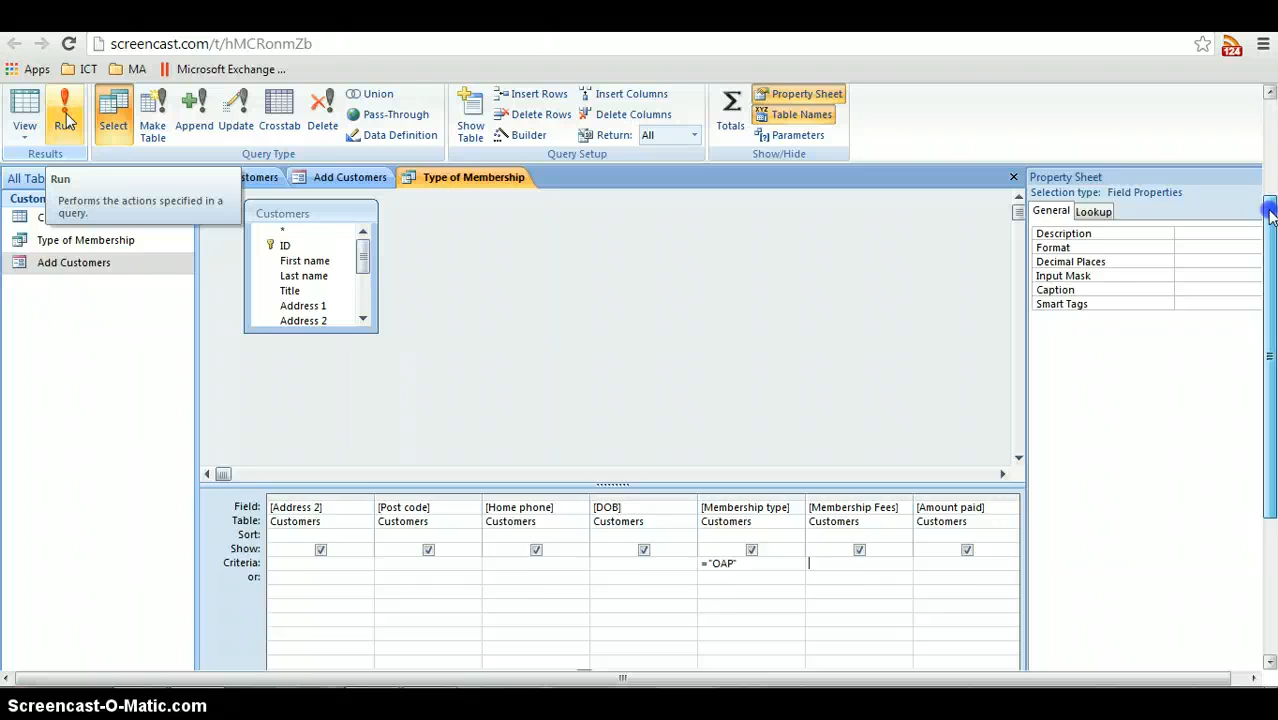 screencast.com/t/hMCRonmZb
124
Apps ICT MA Microsoft Exchange ...
View
Run
Select
Make Table
Append
Update
Crosstab
Delete
Union
Pass-Through
Data Definition
Show Table
Insert Rows
Delete Rows
Builder
Insert Columns
Delete Columns
Return: All
Totals
Property Sheet
Table Names
Parameters
Results
Query Type
Query Setup
Show/Hide
All Tab
Custon
Run
Performs the actions specified in a
query.
Type of Membership
Add Customers
stomers
Add Customers
Type of Membership
Customers
*
ID
First name
Last name
Title
Address 1
Address 2
Property Sheet
Selection type: Field Properties
General Lookup
Description
Format
Decimal Places
Input Mask
Caption
Smart Tags
Field: [Address 2] [Post code] [Home phone] [DOB] [Membership type] [Membership Fees] [Amount paid]
Table: Customers Customers Customers Customers Customers Customers Customers
Sort:
Show:
Criteria: ="OAP"
or:
Screencast-O-Matic.com